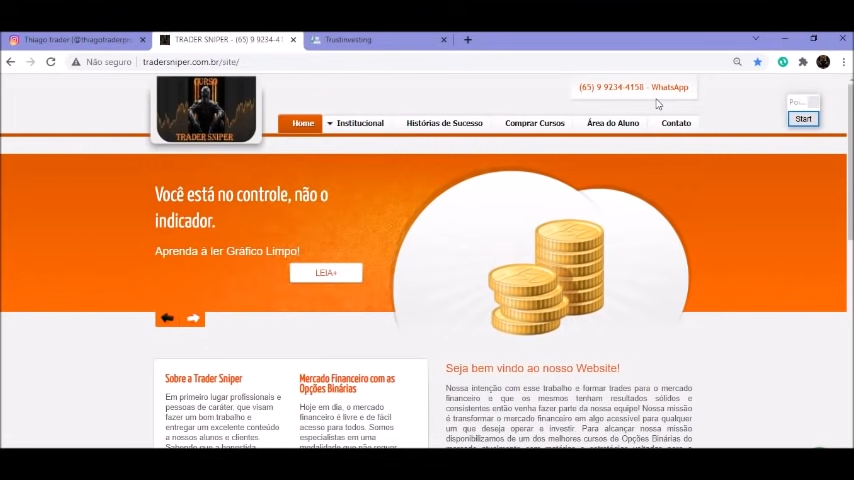 Thiago trader (@thiagotraderpr
TRADER SNIPER - (65) 9 9234-41
Trustinvesting
Não seguro
tradersniper.com.br/site/
CURSO
TRADER SNIPER
(65) 9 9234-4158 - WhatsApp
Poi...
Start
Home
Institucional
Histórias de Sucesso
Comprar Cursos
Área do Aluno
Contato
Você está no controle, não o
indicador.
Aprenda à ler Gráfico Limpo!
LEIA+
Sobre a Trader Sniper
Em primeiro lugar profissionais e
pessoas de caráter, que visam
fazer um bom trabalho e
entregar um excelente conteúdo
a nossos alunos e clientes.
Sabendo que a honestida
Mercado Financeiro com as
Opções Binárias
Hoje em dia, o mercado
financeiro é livre e de fácil
acesso para todos. Somos
especialistas em uma
modalidade que não requer
Seja bem vindo ao nosso Website!
Nossa intenção com esse trabalho e formar trades para o mercado
financeiro e que os mesmos tenham resultados sólidos e
consistentes então venha fazer parte da nossa equipe! Nossa missão
é transformar o mercado financeiro em algo acessível para qualquer
um que deseja operar e investir. Para alcançar nossa missão
disponibilizamos de um dos melhores cursos de Opções Binárias do